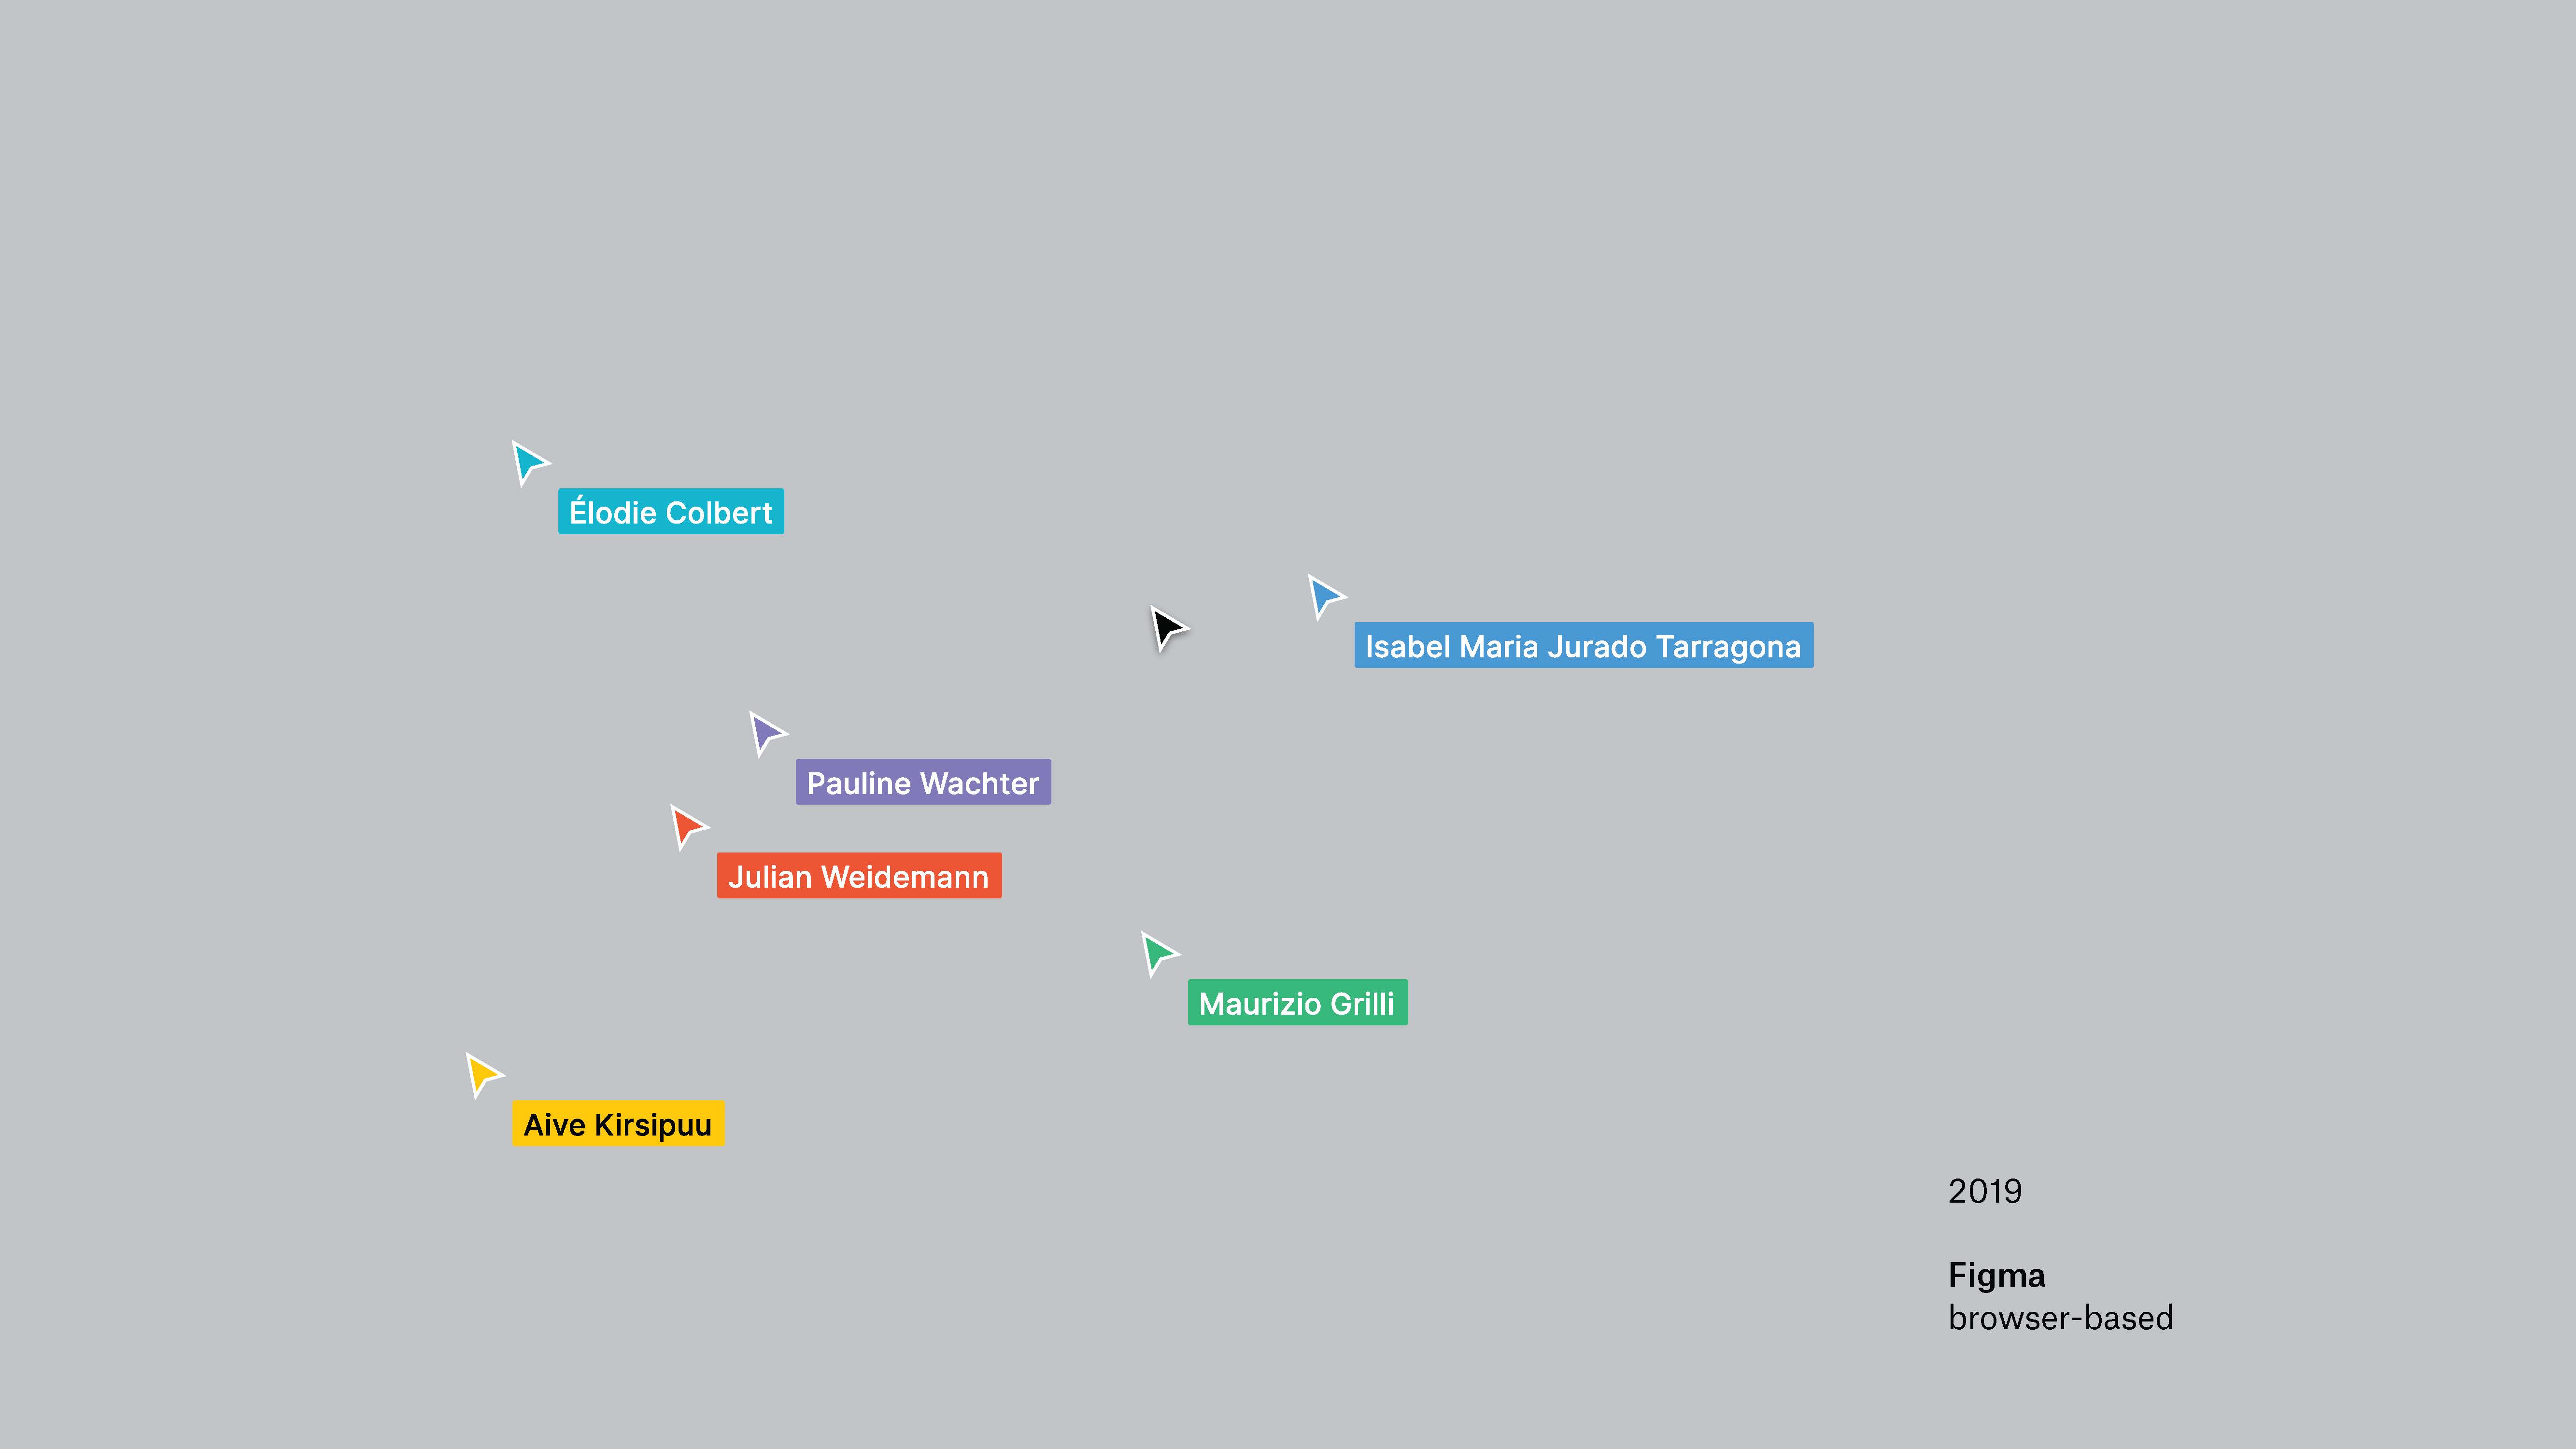 Élodie Colbert
Isabel Maria Jurado Tarragona
Pauline Wachter
Julian Weidemann
Maurizio Grilli
Aive Kirsipuu
2019
Figma
browser-based